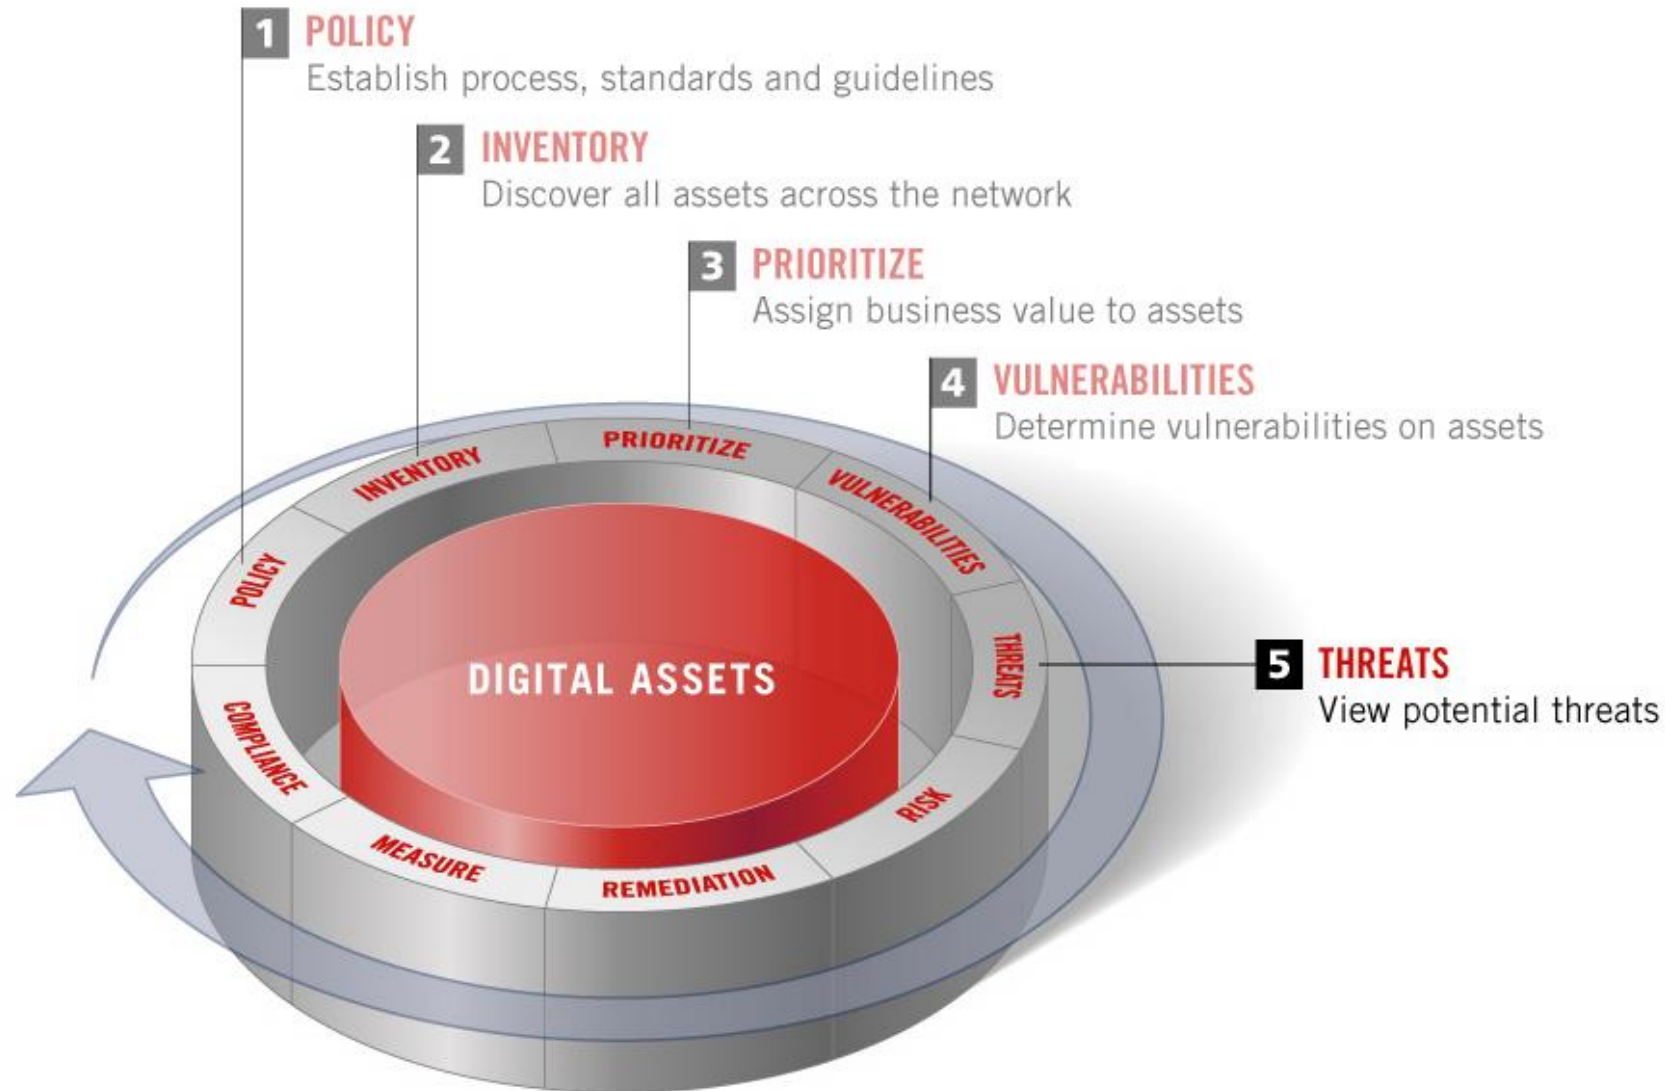 1 POLICY
Establish process, standards and guidelines
2 INVENTORY
Discover all assets across the network
3 PRIORITIZE
Assign business value to assets
4 VULNERABILITIES
Determine vulnerabilities on assets
5 THREATS
View potential threats
POLICY
INVENTORY
PRIORITIZE
VULNERABILITIES
THREATS
RISK
REMEDIATION
MEASURE
COMPLIANCE
DIGITAL ASSETS